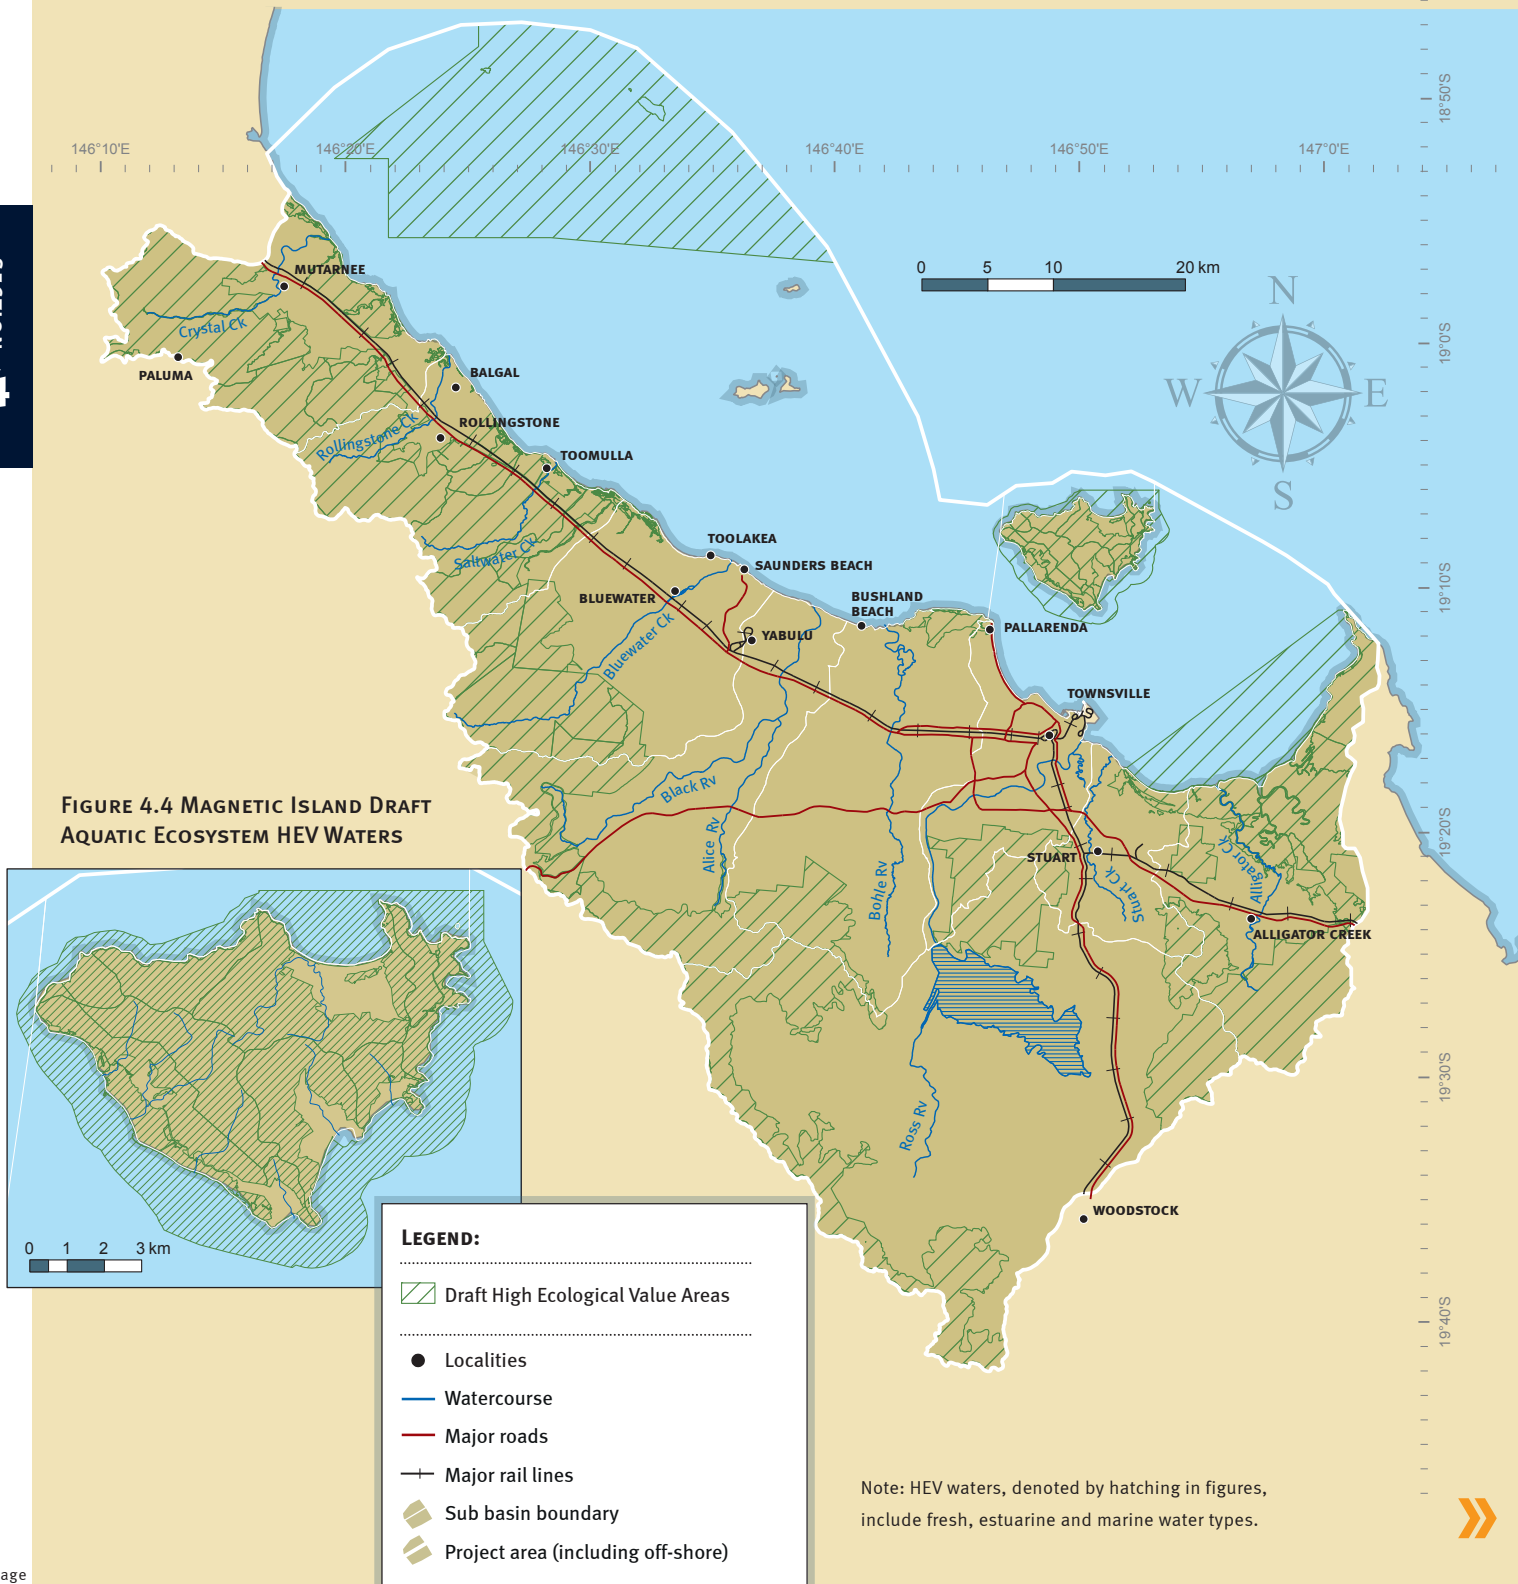 18°50'S
146°10'E
146°20'E
146°30'E
146°40'E
146°50'E
147°0'E
0 5 10 20 km
N
W E
S
19°0'S
MUTARNEE
Crystal Ck
PALUMA
BALGAL
Rollingstone Ck
ROLLINGSTONE
TOOMULLA
Saltwater Ck
TOOLAKEA
SAUNDERS BEACH
BLUEWATER
BUSHLAND
BEACH
19°10'S
Bluewater Ck
YABULU
PALLARENDA
TOWNSVILLE
Black Rv
Alice Rv
Bohle Rv
STUART
Stuart Ck
Alligator Ck
19°20'S
ALLIGATOR CREEK
FIGURE 4.4 MAGNETIC ISLAND DRAFT
AQUATIC ECOSYSTEM HEV WATERS
Ross Rv
19°30'S
WOODSTOCK
0 1 2 3 km
19°40'S
LEGEND:
Draft High Ecological Value Areas
Localities
Watercourse
Major roads
Major rail lines
Sub basin boundary
Project area (including off-shore)
Note: HEV waters, denoted by hatching in figures,
include fresh, estuarine and marine water types.
age